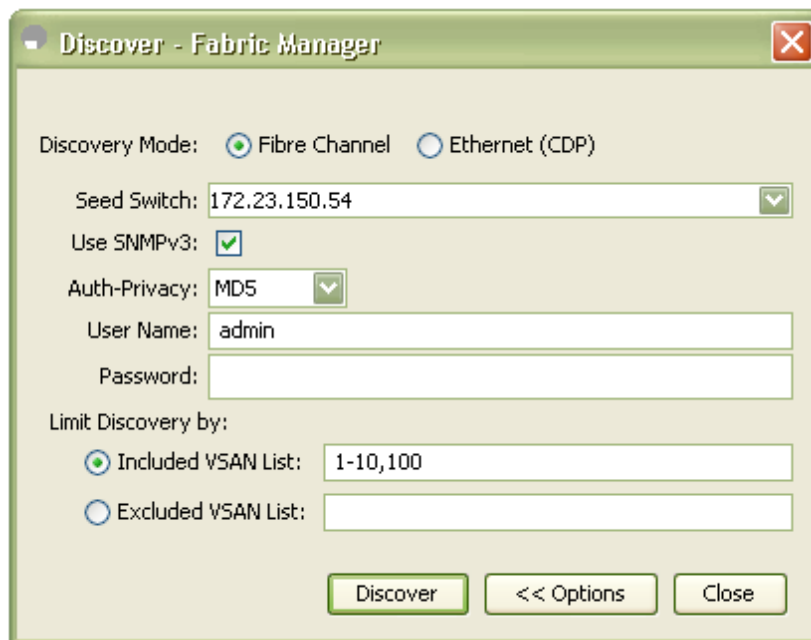 Discover - Fabric Manager
Discovery Mode: Fibre Channel Ethernet (CDP)
Seed Switch: 172.23.150.54
Use SNMPv3:
Auth-Privacy: MD5
User Name: admin
Password:
Limit Discovery by:
Included VSAN List: 1-10,100
Excluded VSAN List:
Discover << Options Close